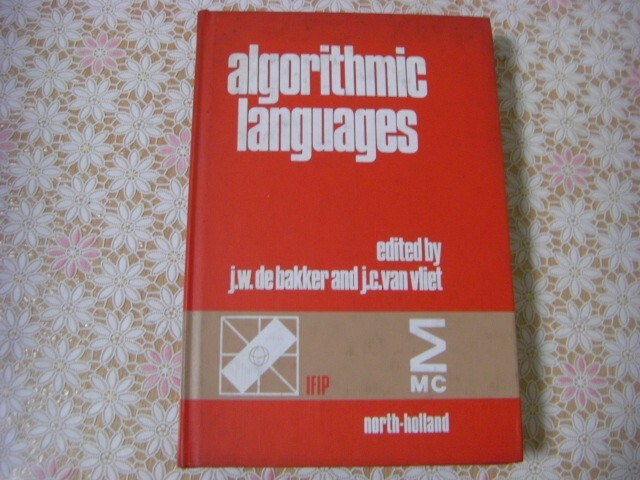 algorithmic
languages
edited by
j.w. de bakker and j.c. van vliet
IFIP
MC
north-holland